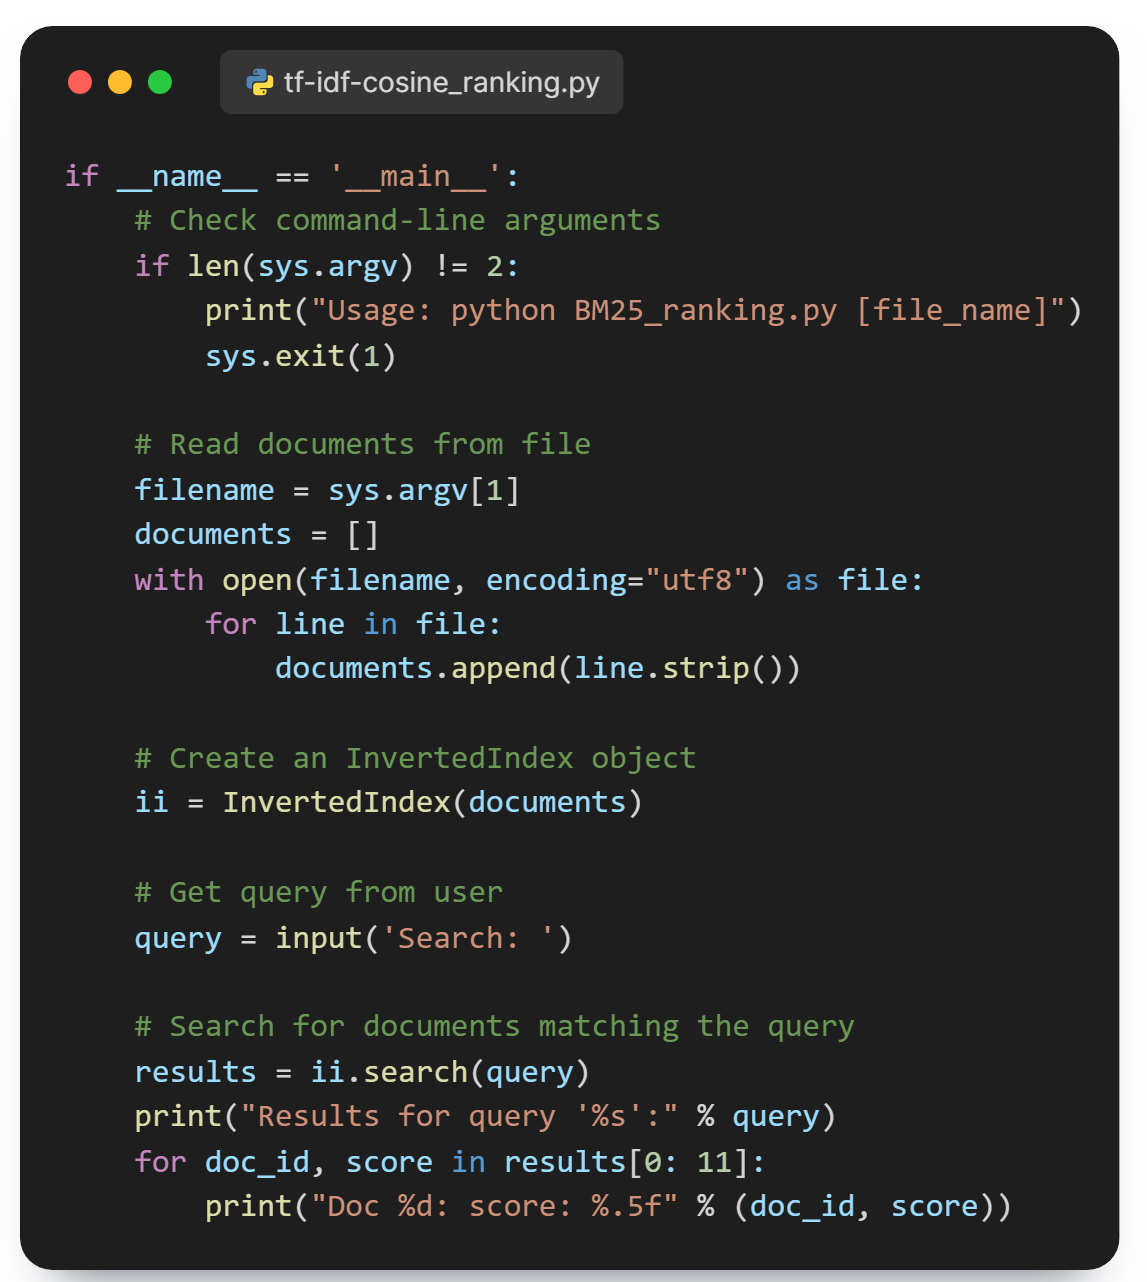 tf-idf-cosine_ranking.py
if __name__ == '__main__':
    # Check command-line arguments
    if len(sys.argv) != 2:
        print("Usage: python BM25_ranking.py [file_name]")
        sys.exit(1)

    # Read documents from file
    filename = sys.argv[1]
    documents = []
    with open(filename, encoding="utf8") as file:
        for line in file:
            documents.append(line.strip())

    # Create an InvertedIndex object
    ii = InvertedIndex(documents)

    # Get query from user
    query = input('Search: ')

    # Search for documents matching the query
    results = ii.search(query)
    print("Results for query '%s':" % query)
    for doc_id, score in results[0: 11]:
        print("Doc %d: score: %.5f" % (doc_id, score))